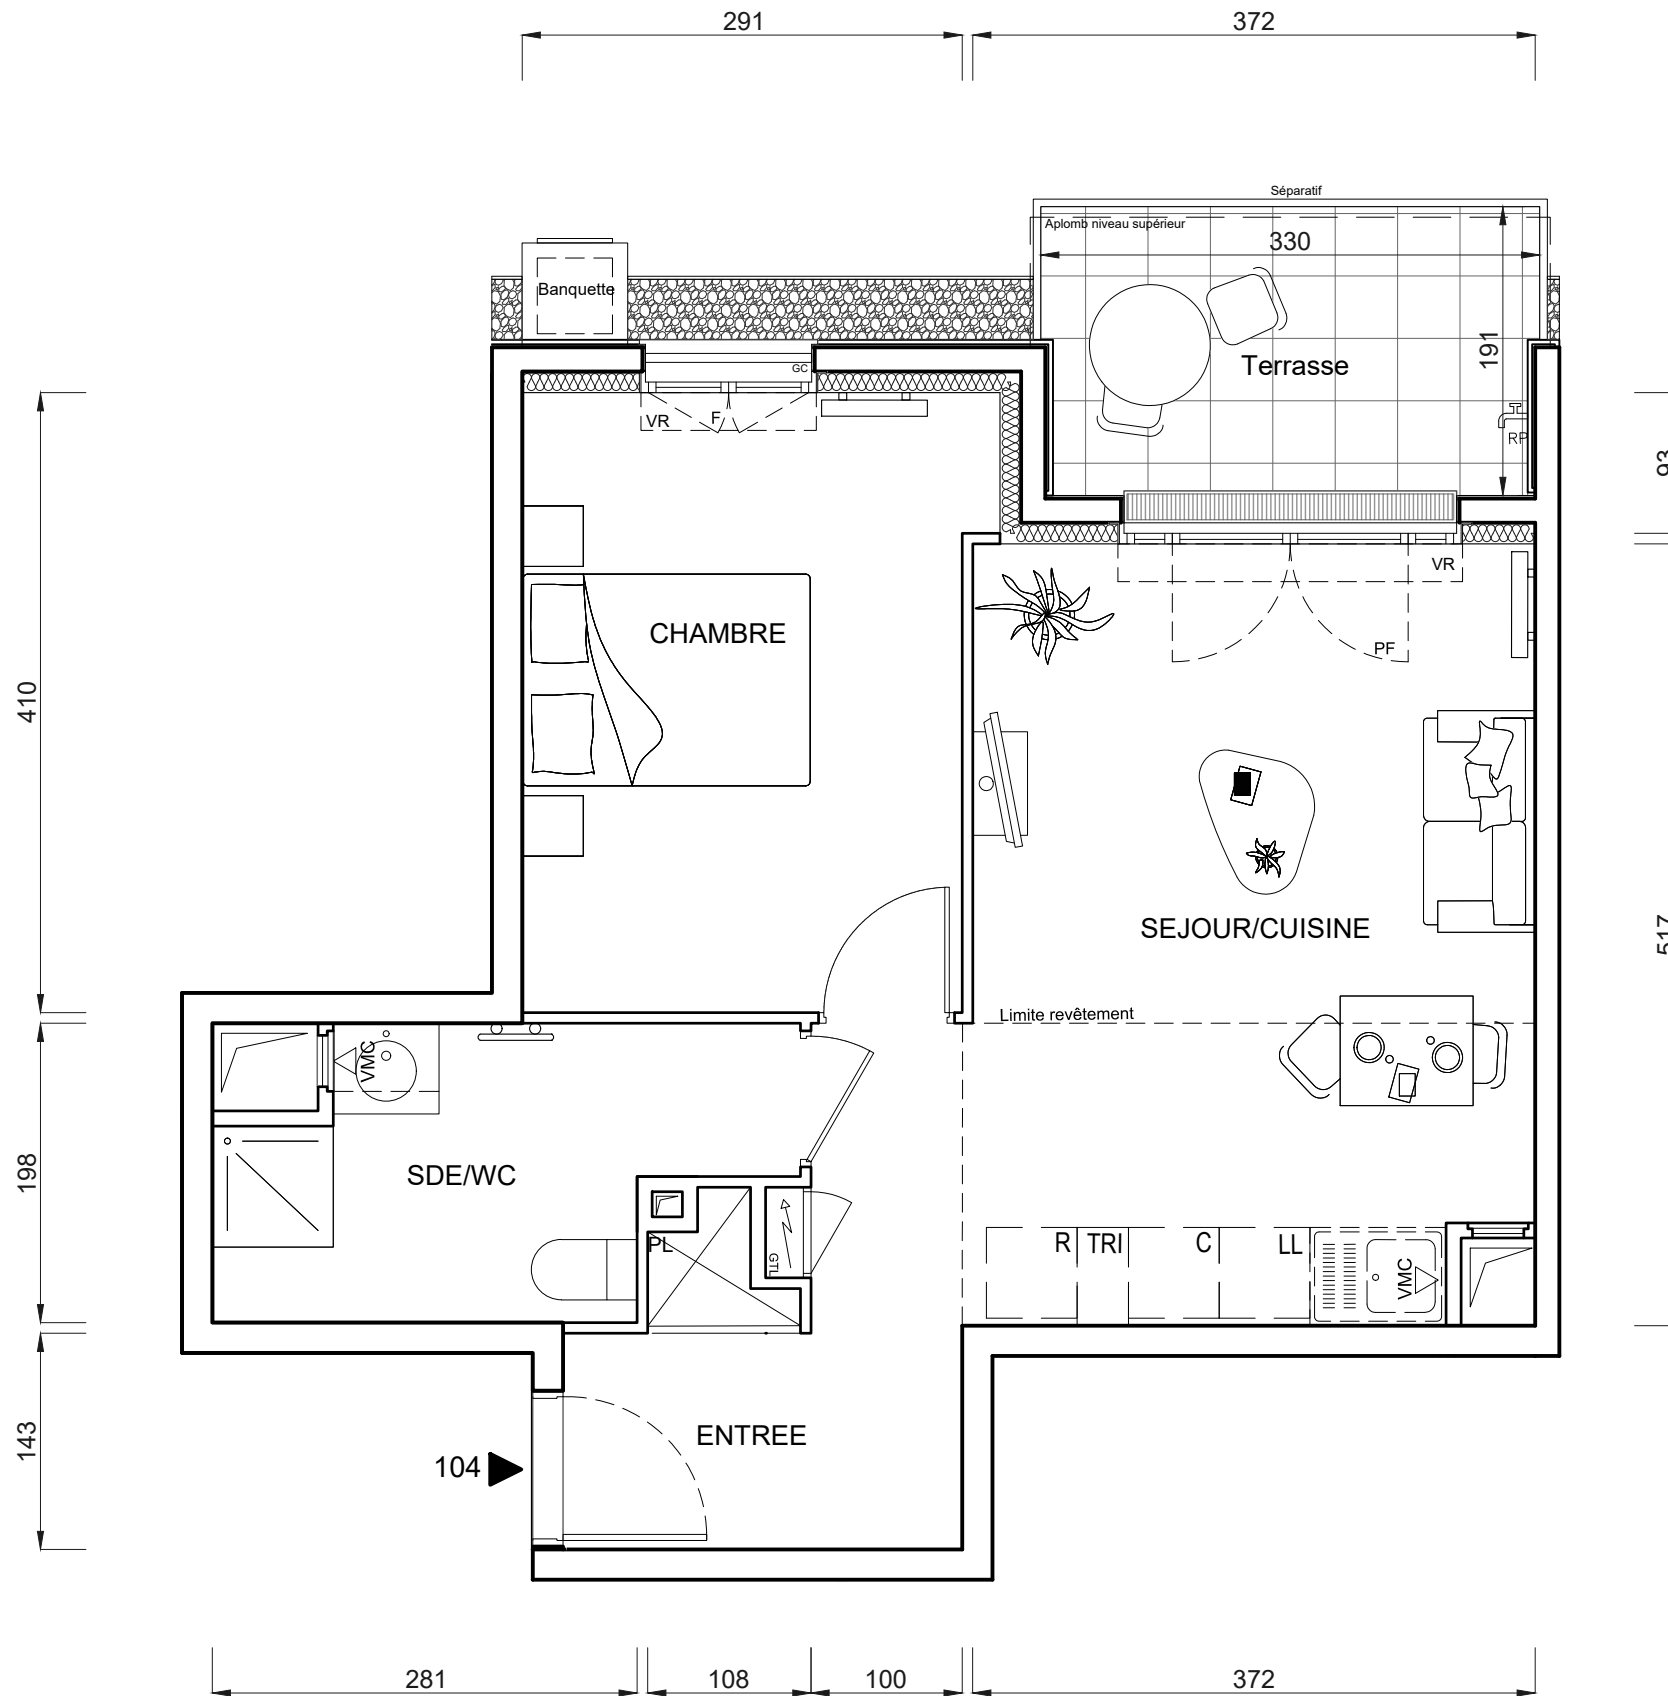 291
372
Séparatif
Aplomb niveau supérieur
330
Banquette
191
Terrasse
GC
VR
F
RP
93
VR
CHAMBRE
PF
410
SEJOUR/CUISINE
517
Limite revêtement
VMC
198
SDE/WC
PL
GTL
R
TRI
C
LL
VMC
143
ENTREE
104
281
108
100
372